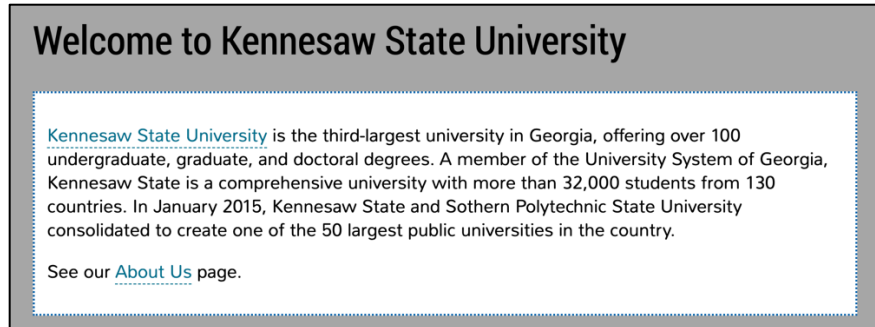 Welcome to Kennesaw State University
Kennesaw State University is the third-largest university in Georgia, offering over 100
undergraduate, graduate, and doctoral degrees. A member of the University System of Georgia,
Kennesaw State is a comprehensive university with more than 32,000 students from 130
countries. In January 2015, Kennesaw State and Sothern Polytechnic State University
consolidated to create one of the 50 largest public universities in the country.
See our About Us page.